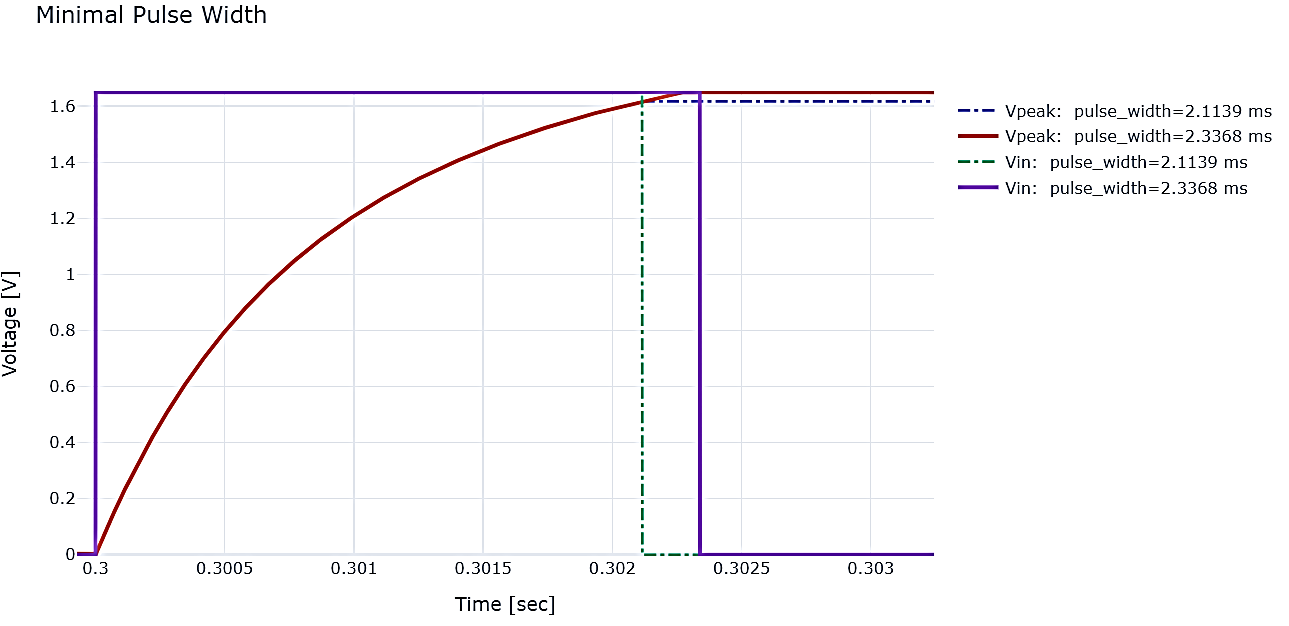 Minimal Pulse Width
Voltage [V]
1.6
1.4
1.2
1
0.8
0.6
0.4
0.2
0
0.3
0.3005
0.301
0.3015
0.302
0.3025
0.303
Time [sec]
Vpeak: pulse_width=2.1139 ms
Vpeak: pulse_width=2.3368 ms
Vin: pulse_width=2.1139 ms
Vin: pulse_width=2.3368 ms